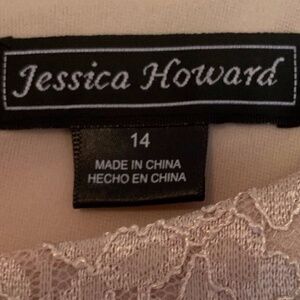 Jessica Howard
14
MADE IN CHINA
HECHO EN CHINA